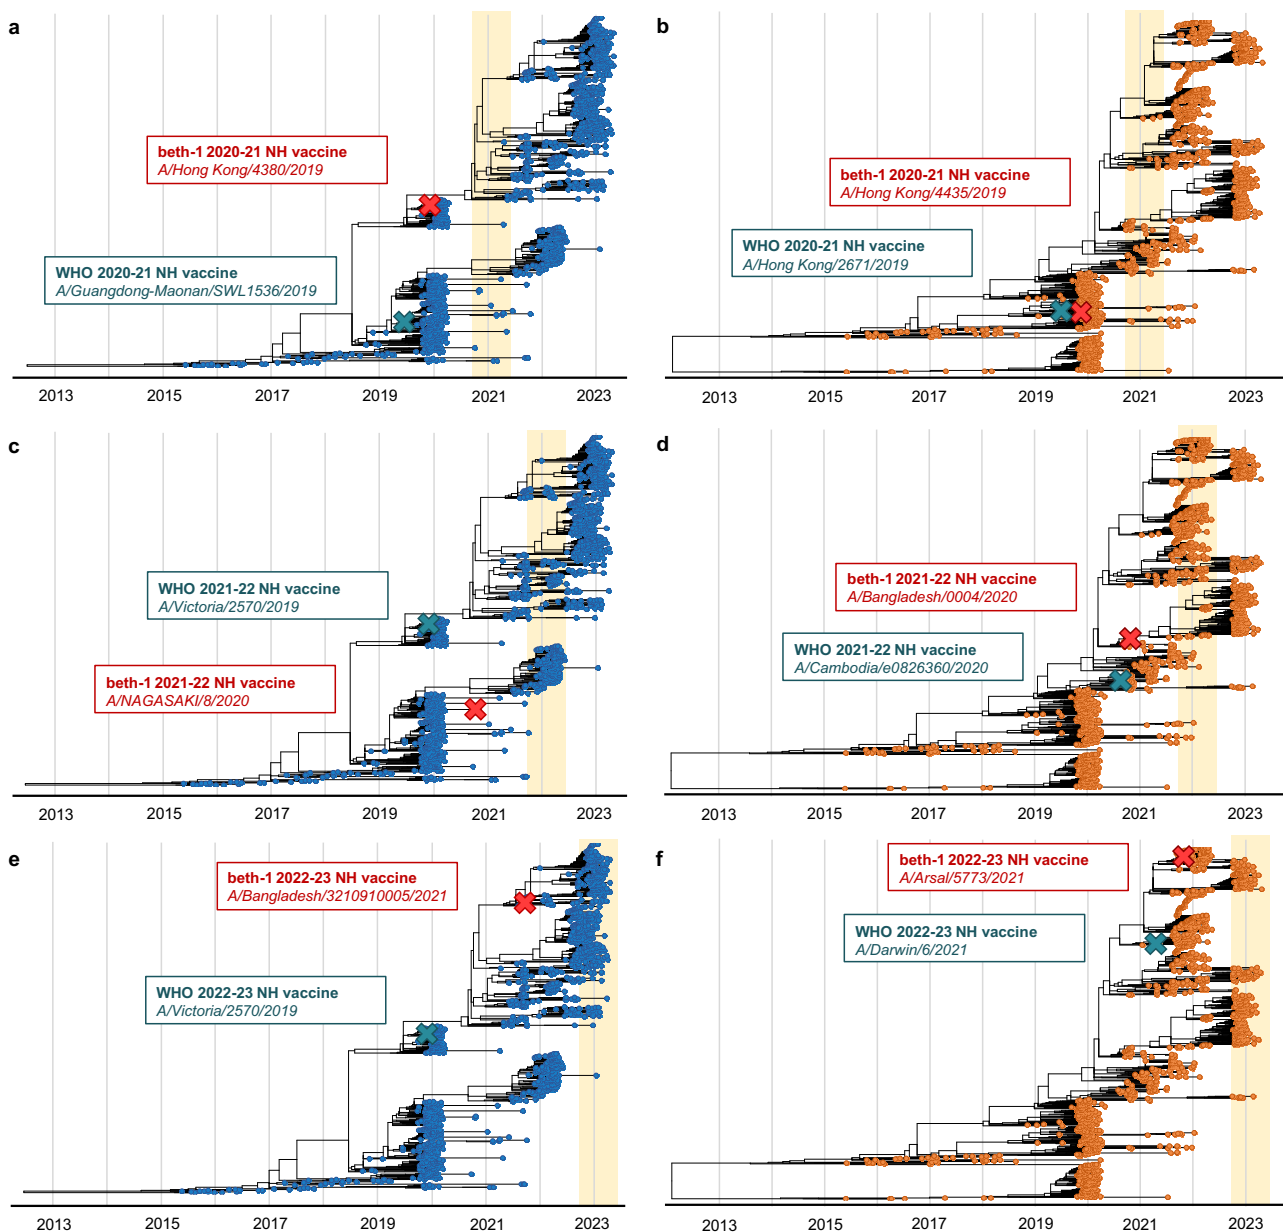 a
beth-1 2020-21 NH vaccine
A/Hong Kong/4380/2019
WHO 2020-21 NH vaccine
A/Guangdong-Maonan/SWL1536/2019
2013 2015 2017 2019 2021 2023
b
beth-1 2020-21 NH vaccine
A/Hong Kong/4435/2019
WHO 2020-21 NH vaccine
A/Hong Kong/2671/2019
2013 2015 2017 2019 2021 2023
c
WHO 2021-22 NH vaccine
A/Victoria/2570/2019
beth-1 2021-22 NH vaccine
A/NAGASAKI/8/2020
2013 2015 2017 2019 2021 2023
d
beth-1 2021-22 NH vaccine
A/Bangladesh/0004/2020
WHO 2021-22 NH vaccine
A/Cambodia/e0826360/2020
2013 2015 2017 2019 2021 2023
e
beth-1 2022-23 NH vaccine
A/Bangladesh/3210910005/2021
WHO 2022-23 NH vaccine
A/Victoria/2570/2019
2013 2015 2017 2019 2021 2023
f
beth-1 2022-23 NH vaccine
A/Arsal/5773/2021
WHO 2022-23 NH vaccine
A/Darwin/6/2021
2013 2015 2017 2019 2021 2023